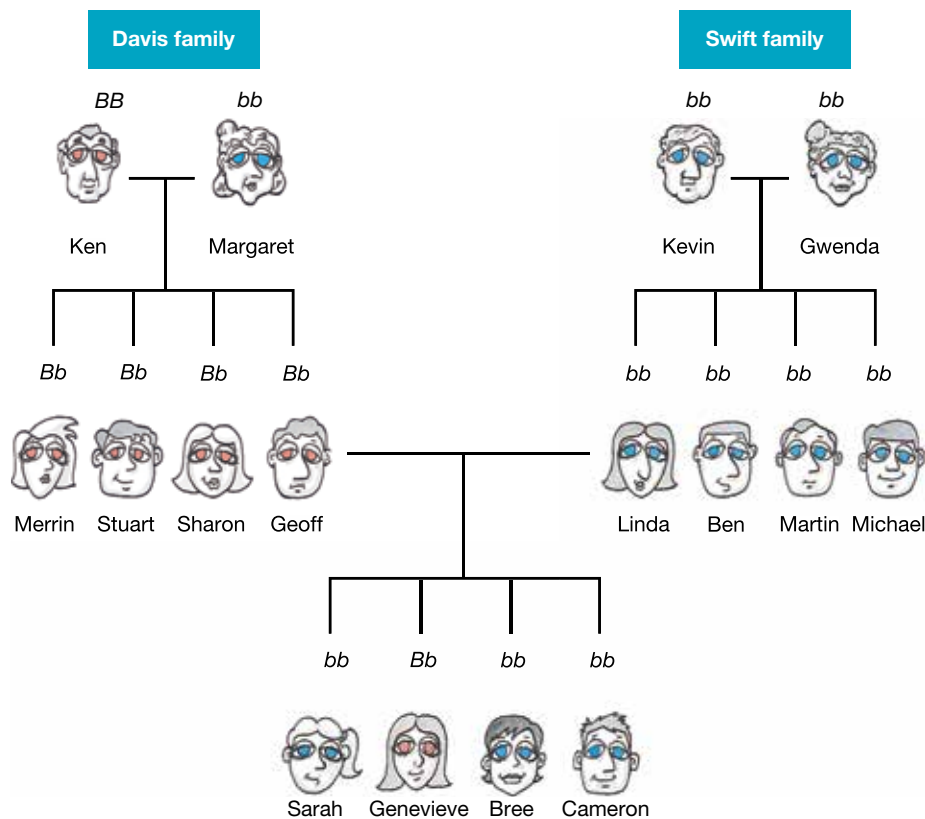 Davis family
Swift family
BB
bb
bb
bb
Ken
Margaret
Kevin
Gwenda
Bb
Bb
Bb
Bb
bb
bb
bb
bb
Merrin
Stuart
Sharon
Geoff
Linda
Ben
Martin
Michael
bb
Bb
bb
bb
Sarah
Genevieve
Bree
Cameron